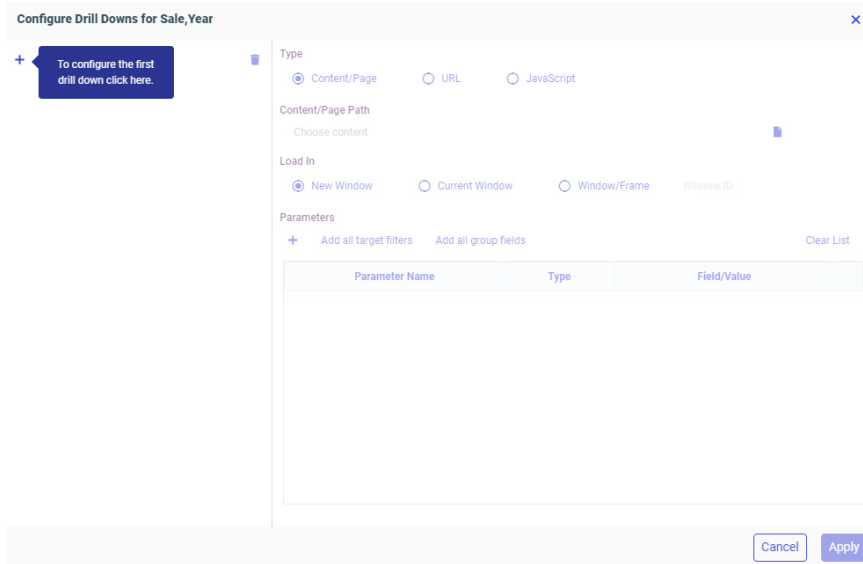 Configure Drill Downs for Sale,Year
To configure the first
drill down click here.
Type
Content/Page URL JavaScript
Content/Page Path
Choose content
Load In
New Window Current Window Window/Frame Window ID
Parameters
Add all target filters Add all group fields Clear List
Parameter Name Type Field/Value
Cancel Apply